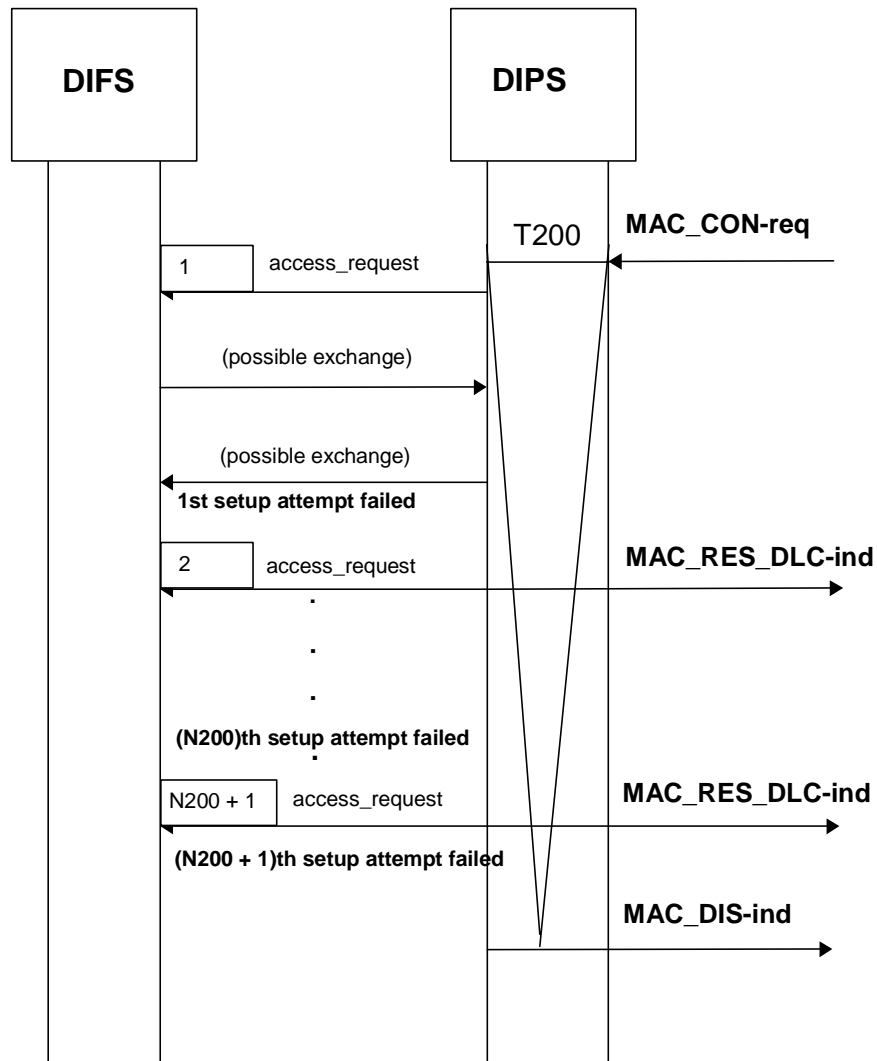 DIFS
DIPS
T200
MAC_CON-req
1
access_request
(possible exchange)
(possible exchange)
1st setup attempt failed
2
access_request
MAC_RES_DLC-ind
.
.
.
(N200)th setup attempt failed
.
N200 + 1
access_request
MAC_RES_DLC-ind
(N200 + 1)th setup attempt failed
MAC_DIS-ind